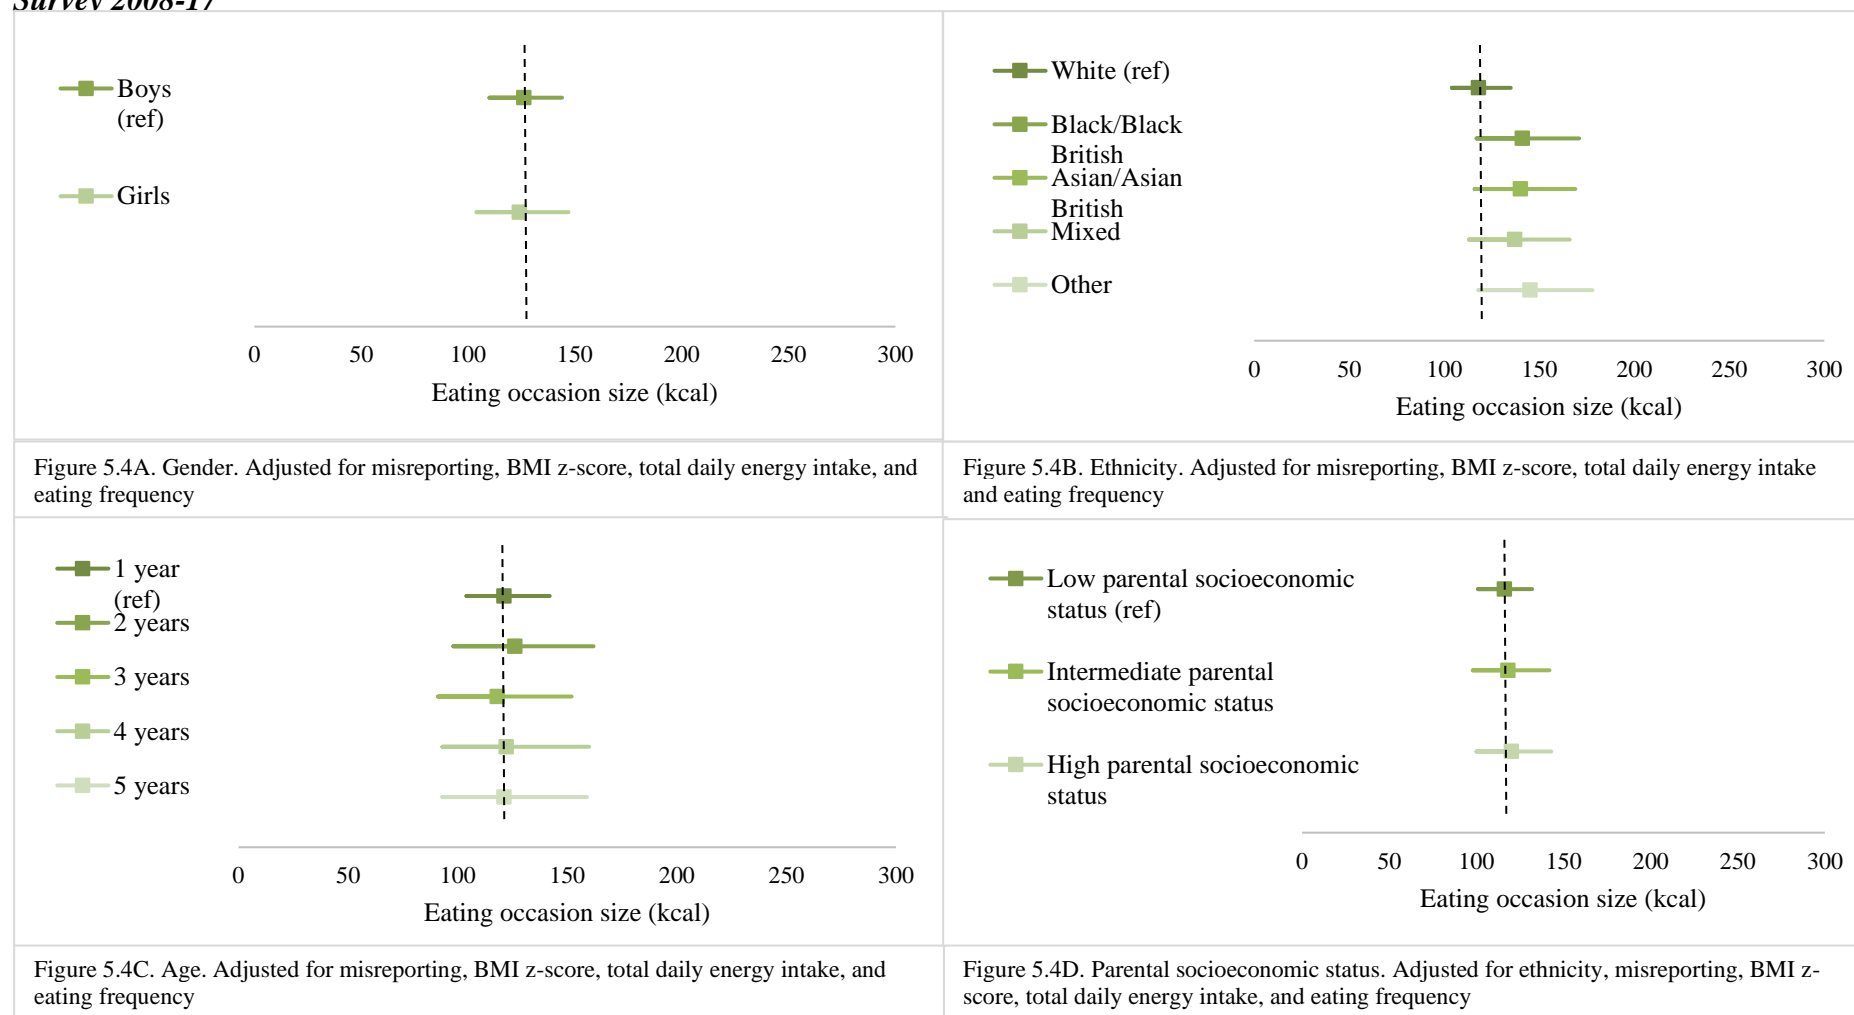 Survey 2008-17
Boys
(ref)
Girls
0 50 100 150 200 250 300
Eating occasion size (kcal)
White (ref)
Black/Black
British
Asian/Asian
British
Mixed
Other
0 50 100 150 200 250 300
Eating occasion size (kcal)
Figure 5.4A. Gender. Adjusted for misreporting, BMI z-score, total daily energy intake, and
eating frequency
Figure 5.4B. Ethnicity. Adjusted for misreporting, BMI z-score, total daily energy intake
and eating frequency
1 year
(ref)
2 years
3 years
4 years
5 years
0 50 100 150 200 250 300
Eating occasion size (kcal)
Low parental socioeconomic
status (ref)
Intermediate parental
socioeconomic status
High parental socioeconomic
status
0 50 100 150 200 250 300
Eating occasion size (kcal)
Figure 5.4C. Age. Adjusted for misreporting, BMI z-score, total daily energy intake, and
eating frequency
Figure 5.4D. Parental socioeconomic status. Adjusted for ethnicity, misreporting, BMI z-
score, total daily energy intake, and eating frequency